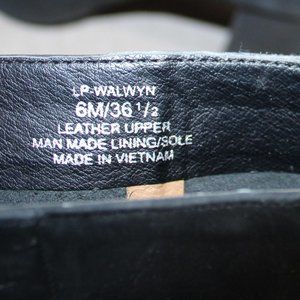 LP-WALWYN
6M/36 1/2
LEATHER UPPER
MAN MADE LINING/SOLE
MADE IN VIETNAM